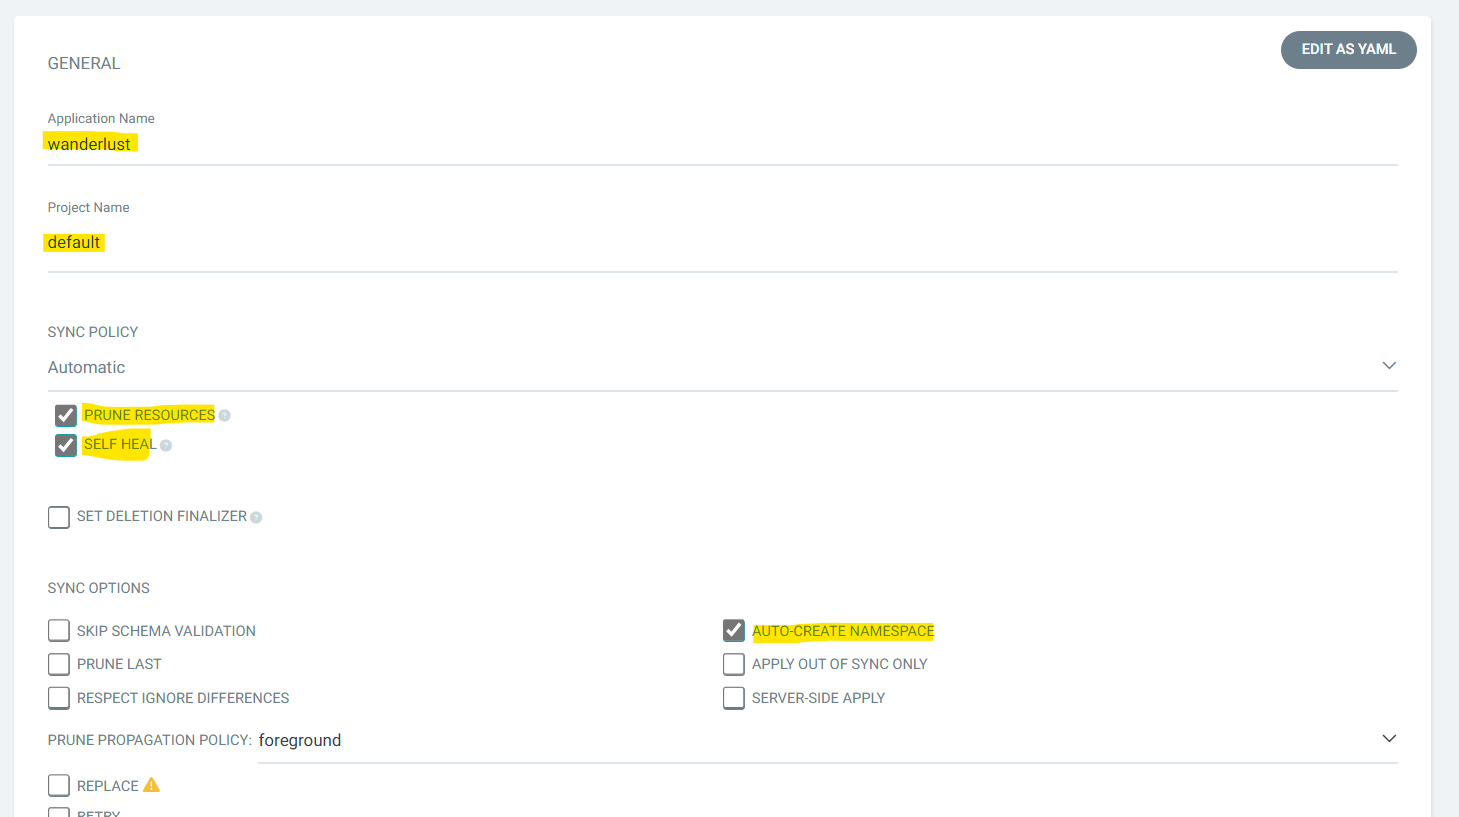 EDIT AS YAML
GENERAL
Application Name
wanderlust
Project Name
default
SYNC POLICY
Automatic
PRUNE RESOURCES ?
SELF HEAL ?
SET DELETION FINALIZER ?
SYNC OPTIONS
SKIP SCHEMA VALIDATION
AUTO-CREATE NAMESPACE
PRUNE LAST
APPLY OUT OF SYNC ONLY
RESPECT IGNORE DIFFERENCES
SERVER-SIDE APPLY
PRUNE PROPAGATION POLICY: foreground
REPLACE
RETRY